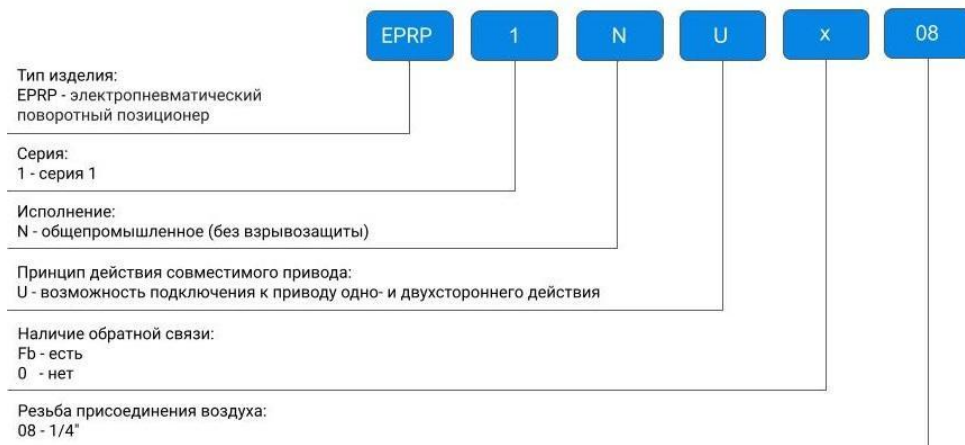 EPRP 1 N U x 08
Тип изделия:
EPRP - электропневматический
поворотный позиционер
Серия:
1 - серия 1
Исполнение:
N - общепромышленное (без взрывозащиты)
Принцип действия совместимого привода:
U - возможность подключения к приводу одно- и двухстороннего действия
Наличие обратной связи:
Fb - есть
0 - нет
Резьба присоединения воздуха:
08 - 1/4"